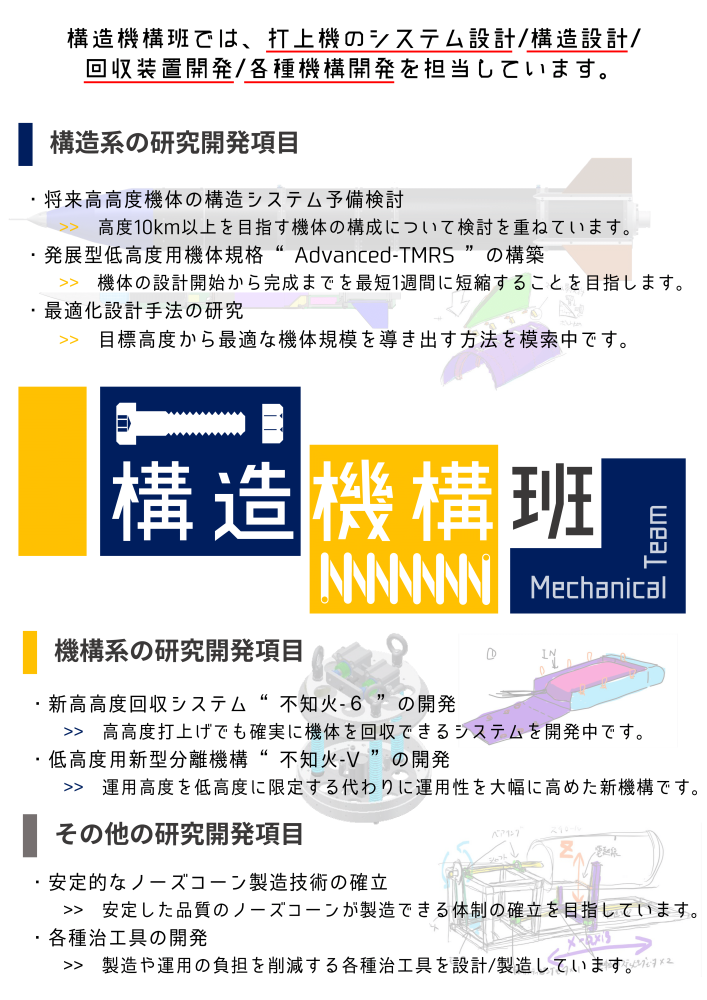 構造機構班では、打上機のシステム設計/構造設計/
回収装置開発/各種機構開発を担当しています。
構造系の研究開発項目
・将来高高度機体の構造システム予備検討
>> 高度10km以上を目指す機体の構成について検討を重ねています。
・発展型低高度用機体規格“ Advanced-TMRS ”の構築
>> 機体の設計開始から完成までを最短1週間に短縮することを目指します。
・最適化設計手法の研究
>> 目標高度から最適な機体規模を導き出す方法を模索中です。
構造機構班
Mechanical Team
機構系の研究開発項目
IN
・新高高度回収システム“ 不知火-６ ”の開発
>> 高高度打上げでも確実に機体を回収できるシステムを開発中です。
・低高度用新型分離機構“ 不知火-V ”の開発
>> 運用高度を低高度に限定する代わりに運用性を大幅に高めた新機構です。
その他の研究開発項目
・安定的なノーズコーン製造技術の確立
>> 安定した品質のノーズコーンが製造できる体制の確立を目指しています。
・各種治工具の開発
>> 製造や運用の負担を削減する各種治工具を設計/製造しています。